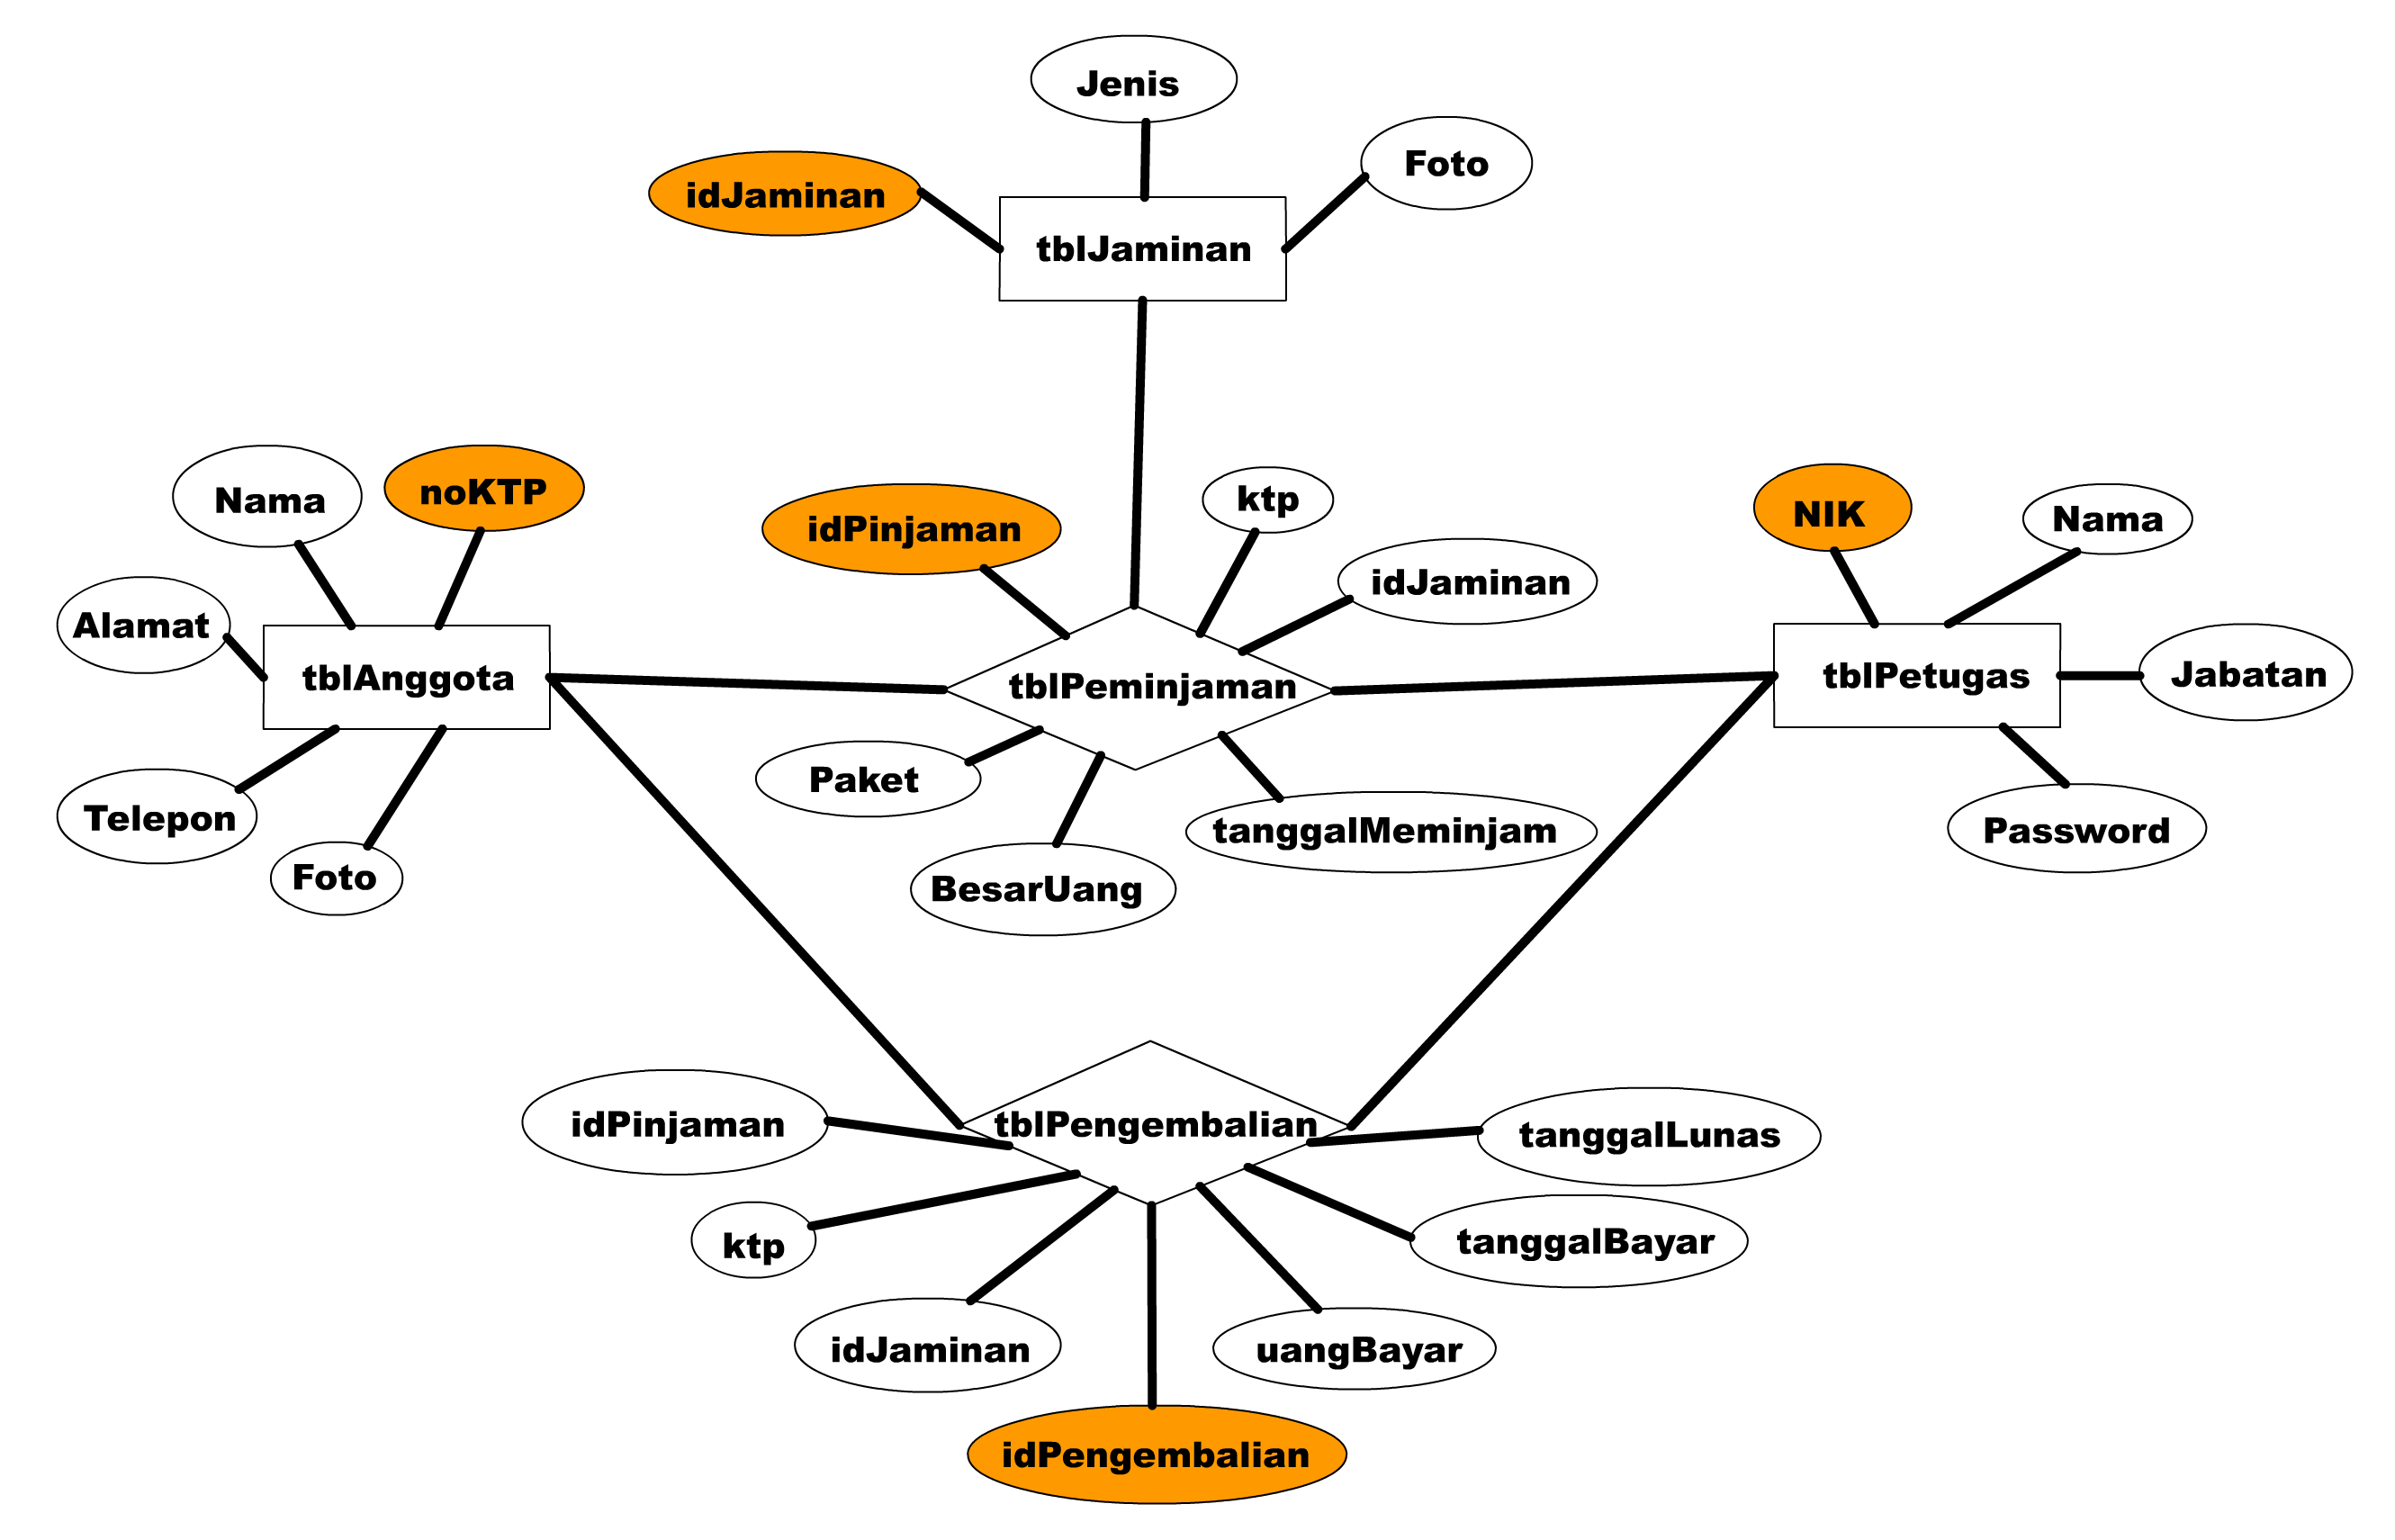 Jenis
Foto
idJaminan
tblJaminan
Nama
noKTP
idPinjaman
ktp
NIK
Nama
Alamat
idJaminan
tblAnggota
tblPeminjaman
tblPetugas
Jabatan
Telepon
Paket
tanggalMeminjam
Password
Foto
BesarUang
idPinjaman
tblPengembalian
tanggalLunas
ktp
tanggalBayar
idJaminan
uangBayar
idPengembalian